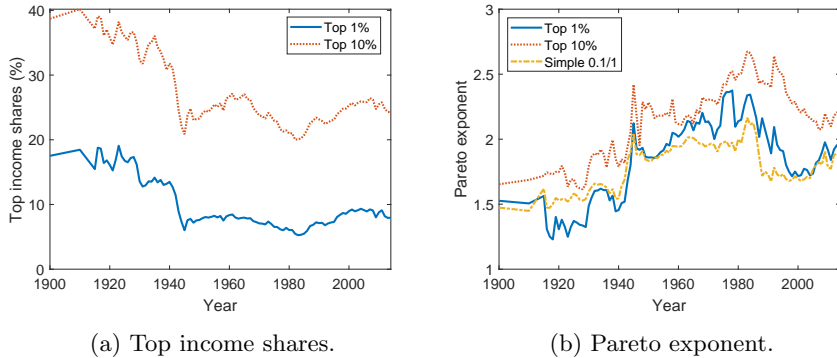 40
30
20
10
0
Top income shares (%)
Top 1%
Top 10%
1900 1920 1940 1960 1980 2000
Year
(a) Top income shares.
3
2.5
2
1.5
1
Pareto exponent
Top 1%
Top 10%
Simple 0.1/1
1900 1920 1940 1960 1980 2000
Year
(b) Pareto exponent.